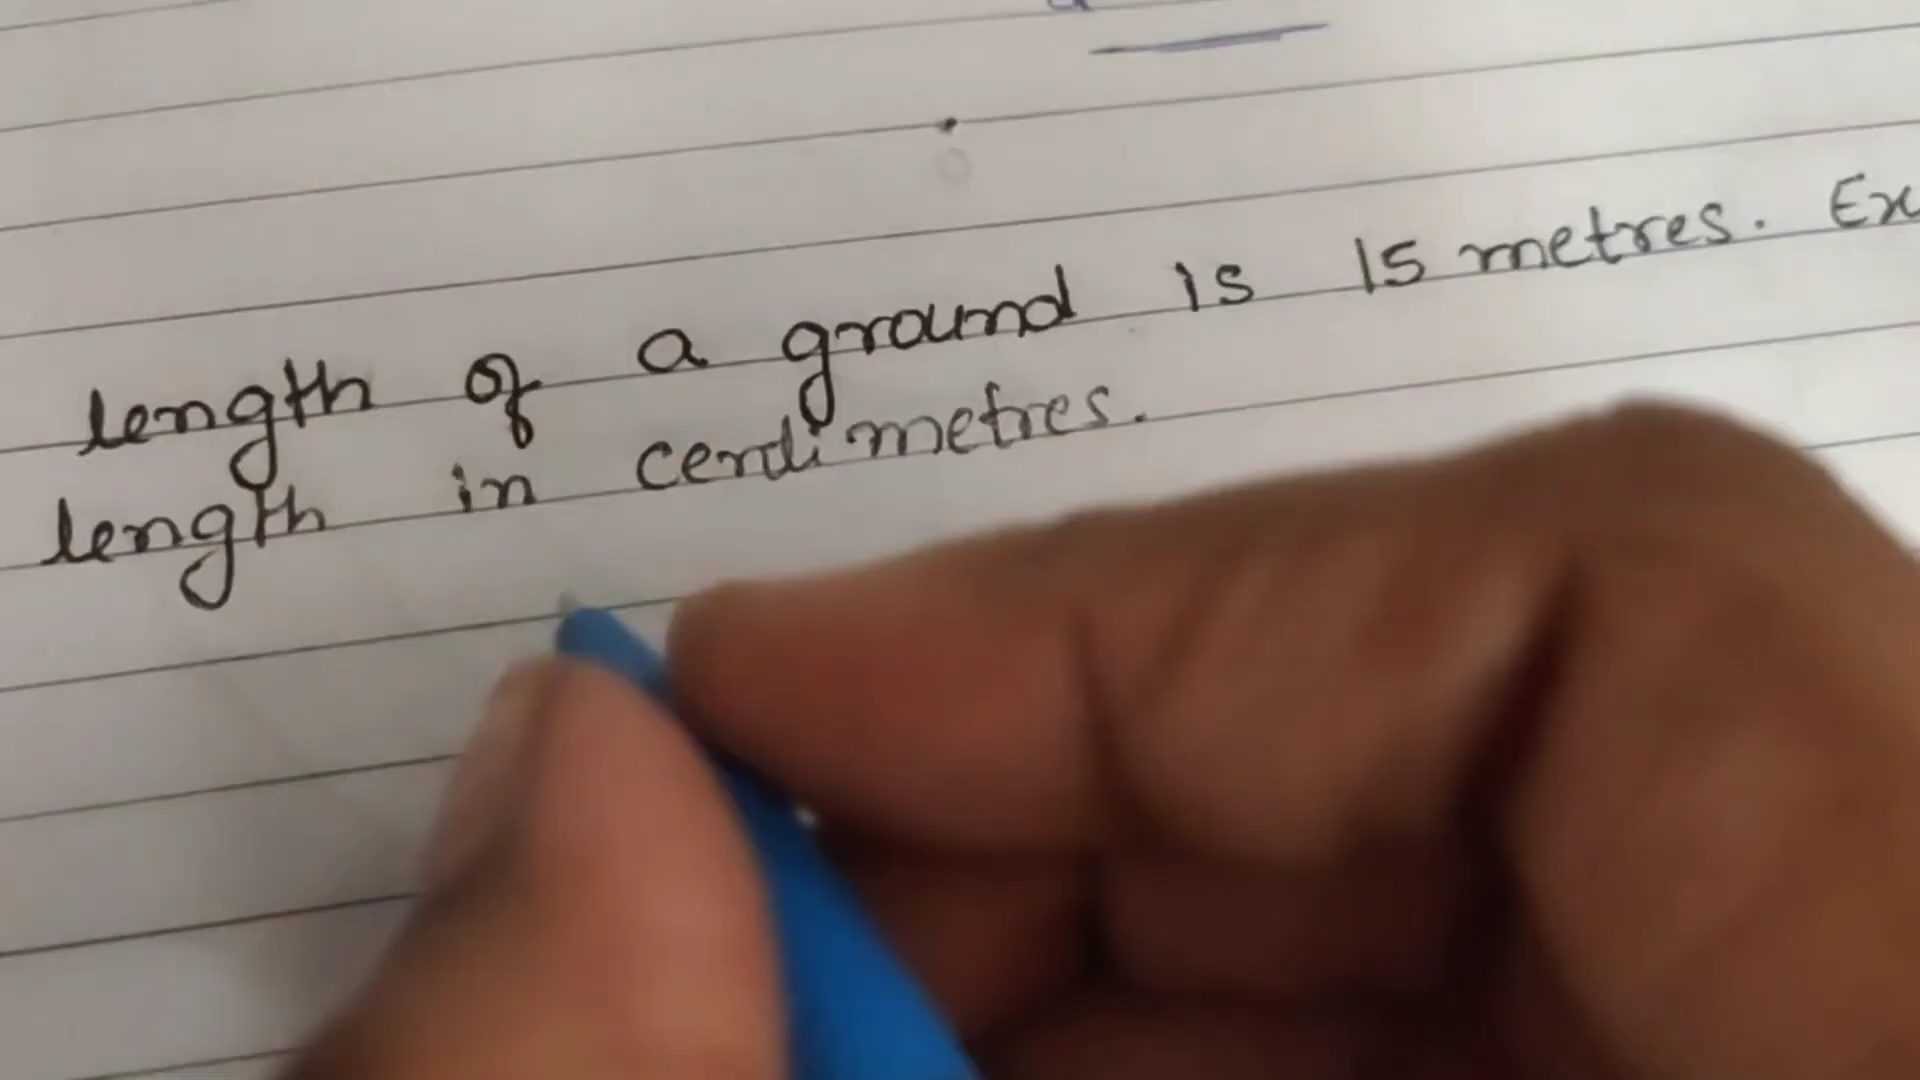 length of a ground is 15 metres. Ex
length in centimetres.